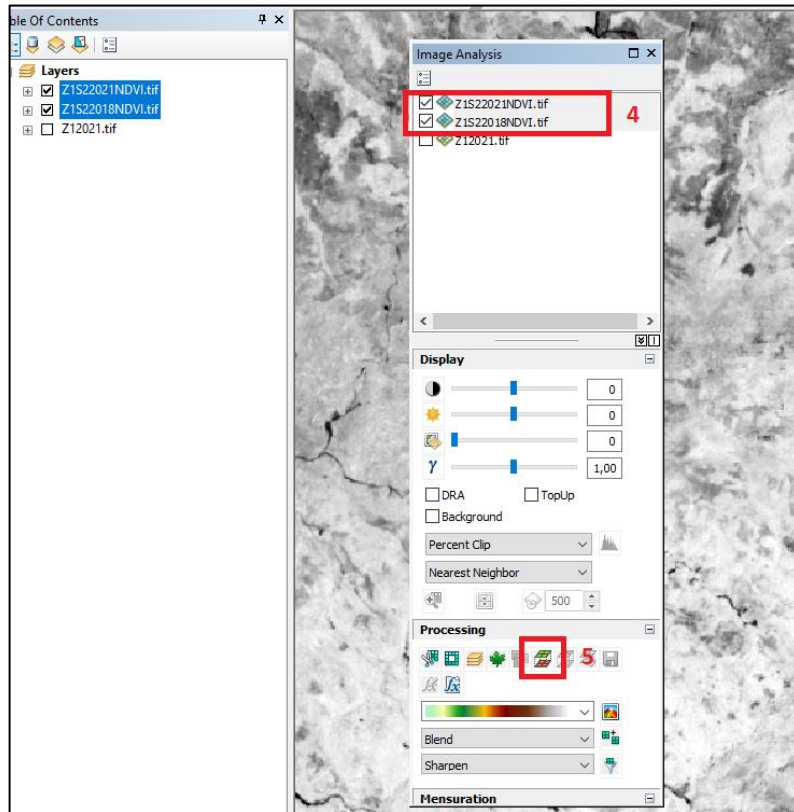 ble Of Contents
Layers
Z1S22021NDVI.tif
Z1S22018NDVI.tif
Z12021.tif
Image Analysis
Z1S22021NDVI.tif
Z1S22018NDVI.tif
4
Z12021.tif
Display
0
0
0
γ 1,00
DRA TopUp
Background
Percent Clip
Nearest Neighbor
500
Processing
5
fx
Blend
Sharpen
Mensuration